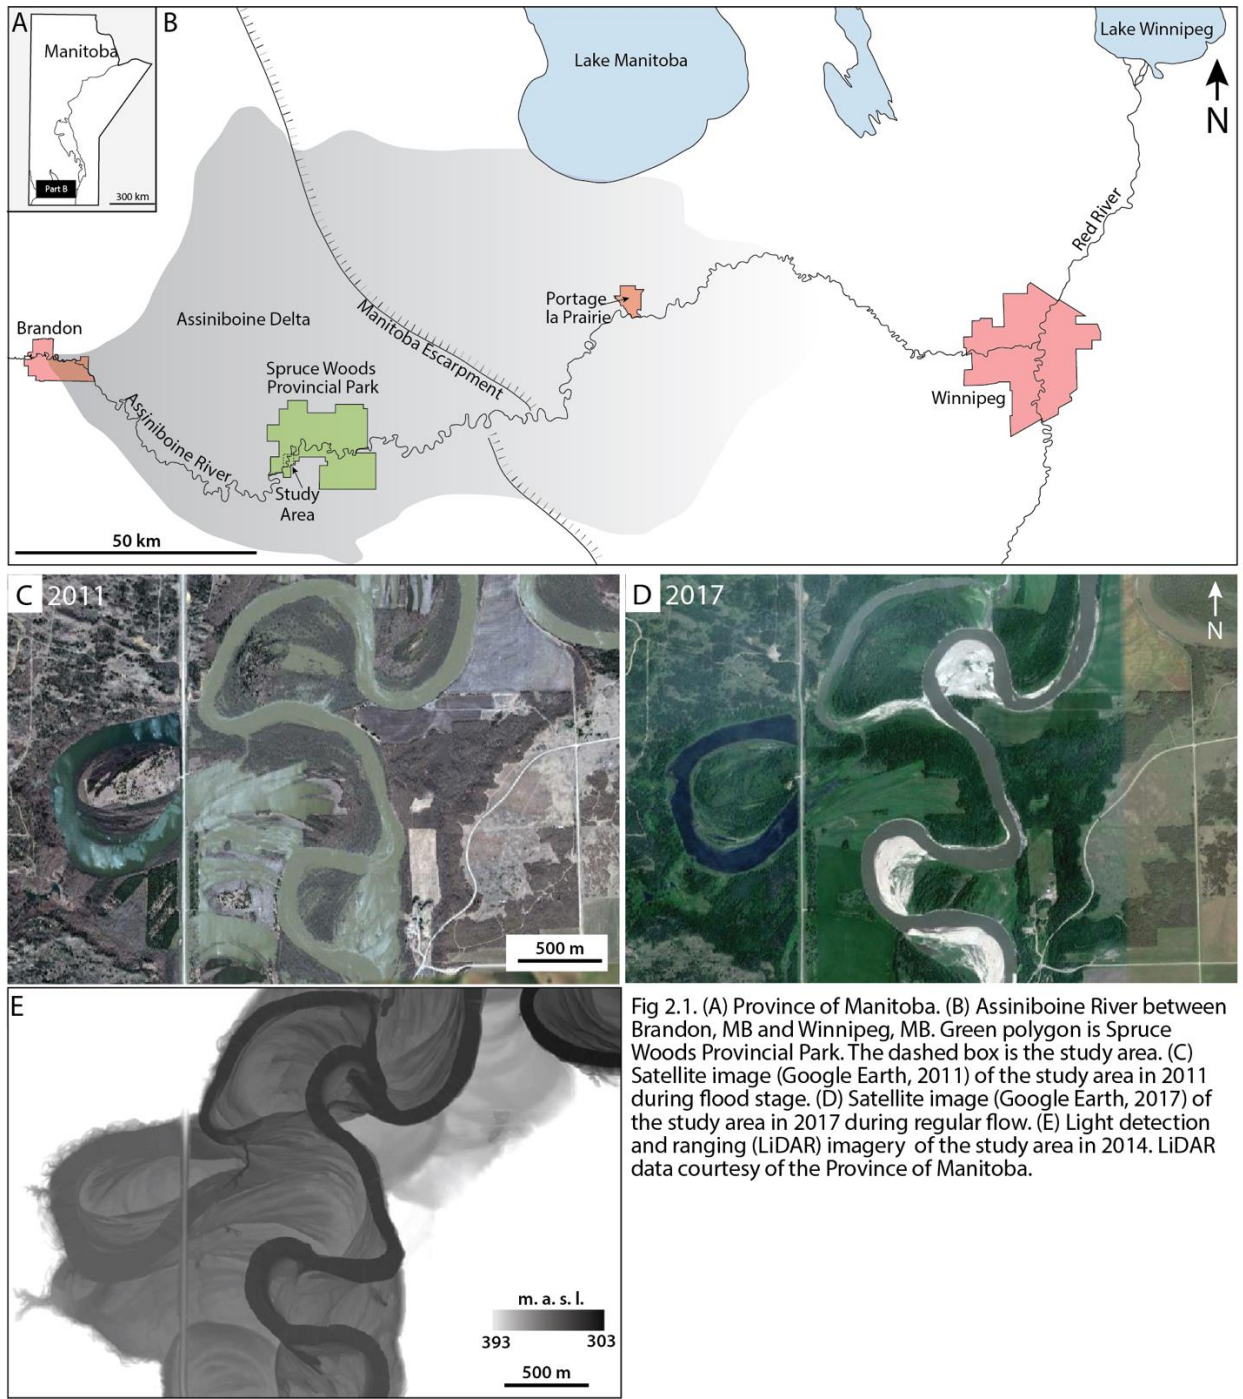 A
Manitoba
Part B
300 km
B
Lake Manitoba
Lake Winnipeg
N
Red River
Portage
la Prairie
Manitoba Escarpment
Assiniboine Delta
Brandon
Spruce Woods
Provincial Park
Assiniboine River
Study
Area
Winnipeg
50 km
C 2011
500 m
D 2017
N
E
m. a. s. l.
393 303
500 m
Fig 2.1. (A) Province of Manitoba. (B) Assiniboine River between
Brandon, MB and Winnipeg, MB. Green polygon is Spruce
Woods Provincial Park. The dashed box is the study area. (C)
Satellite image (Google Earth, 2011) of the study area in 2011
during flood stage. (D) Satellite image (Google Earth, 2017) of
the study area in 2017 during regular flow. (E) Light detection
and ranging (LiDAR) imagery of the study area in 2014. LiDAR
data courtesy of the Province of Manitoba.